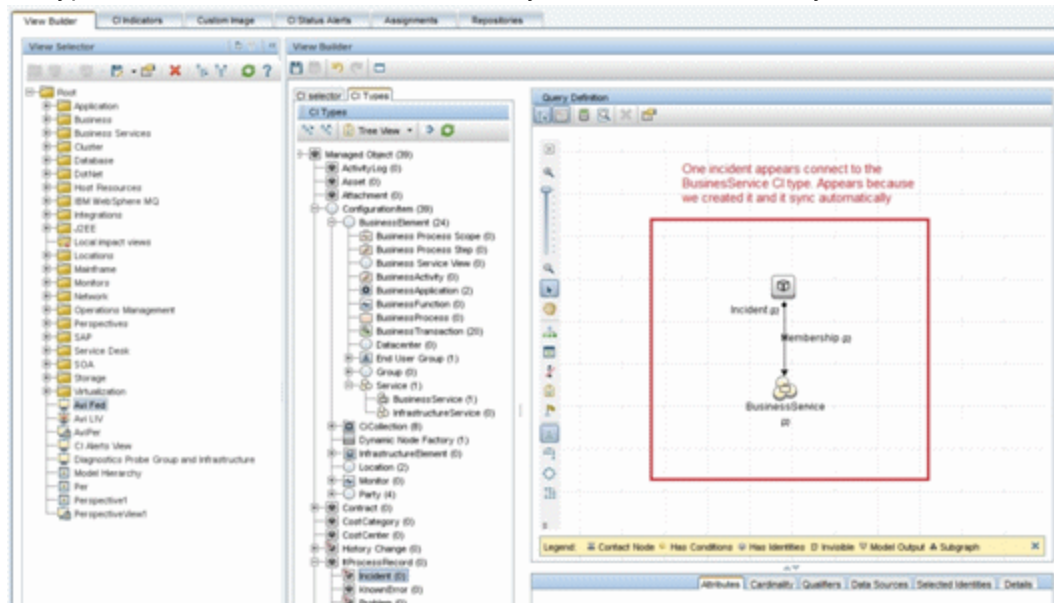 View Builder CI Indicators Custom Image CI Status Alerts Assignments Repositories
View Selector
Root
Application
Business
Business Services
Cluster
Database
DotNet
Host Resources
IBM WebSphere MQ
Integrations
J2EE
Local impact views
Locations
Mainframe
Monitors
Network
Operations Management
Perspectives
SAP
Service Desk
SOA
Storage
Virtualization
Avi Fed
Avi LIV
AviPer
CI Alerts View
Diagnostics Probe Group and Infrastructure
Model Hierarchy
Per
Perspective1
PerspectiveView1
View Builder
CI selector CI Types
CI Types
Tree View
Managed Object (39)
ActivityLog (0)
Asset (0)
Attachment (0)
ConfigurationItem (39)
BusinessElement (24)
Business Process Scope (0)
Business Process Step (0)
Business Service View (0)
BusinessActivity (0)
BusinessApplication (2)
BusinessFunction (0)
BusinessProcess (0)
BusinessTransaction (20)
Datacenter (0)
End User Group (1)
Group (0)
Service (1)
BusinessService (1)
InfrastructureService (0)
CiCollection (8)
Dynamic Node Factory (1)
InfrastructureElement (0)
Location (2)
Monitor (0)
Party (4)
Contract (0)
CostCategory (0)
CostCenter (0)
History Change (0)
ItProcessRecord (0)
Incident (0)
KnownError (0)
Query Definition
One incident appears connect to the
BusinesService CI type. Appears because
we created it and it sync automatically
Incident
Membership
BusinessService
Legend: Contact Node Has Conditions Has Identities Invisible Model Output Subgraph
Attributes Cardinality Qualifiers Data Sources Selected Identities Details